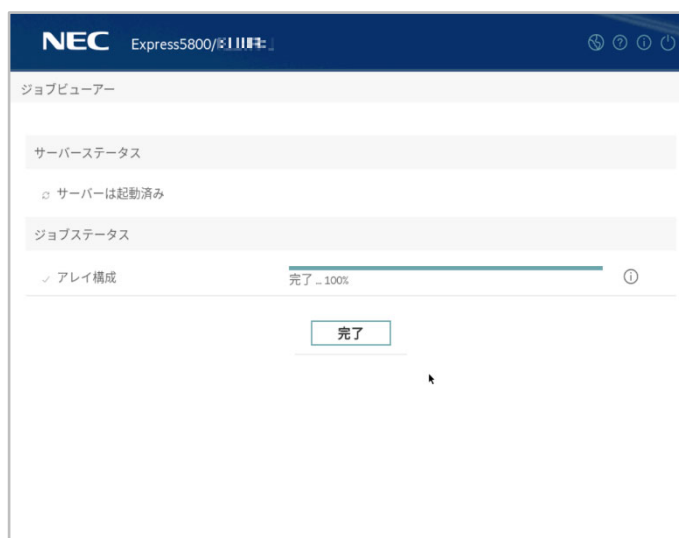 NEC Express5800/
ジョブビューアー
サーバーステータス
サーバーは起動済み
ジョブステータス
アレイ構成
完了 ... 100%
完了